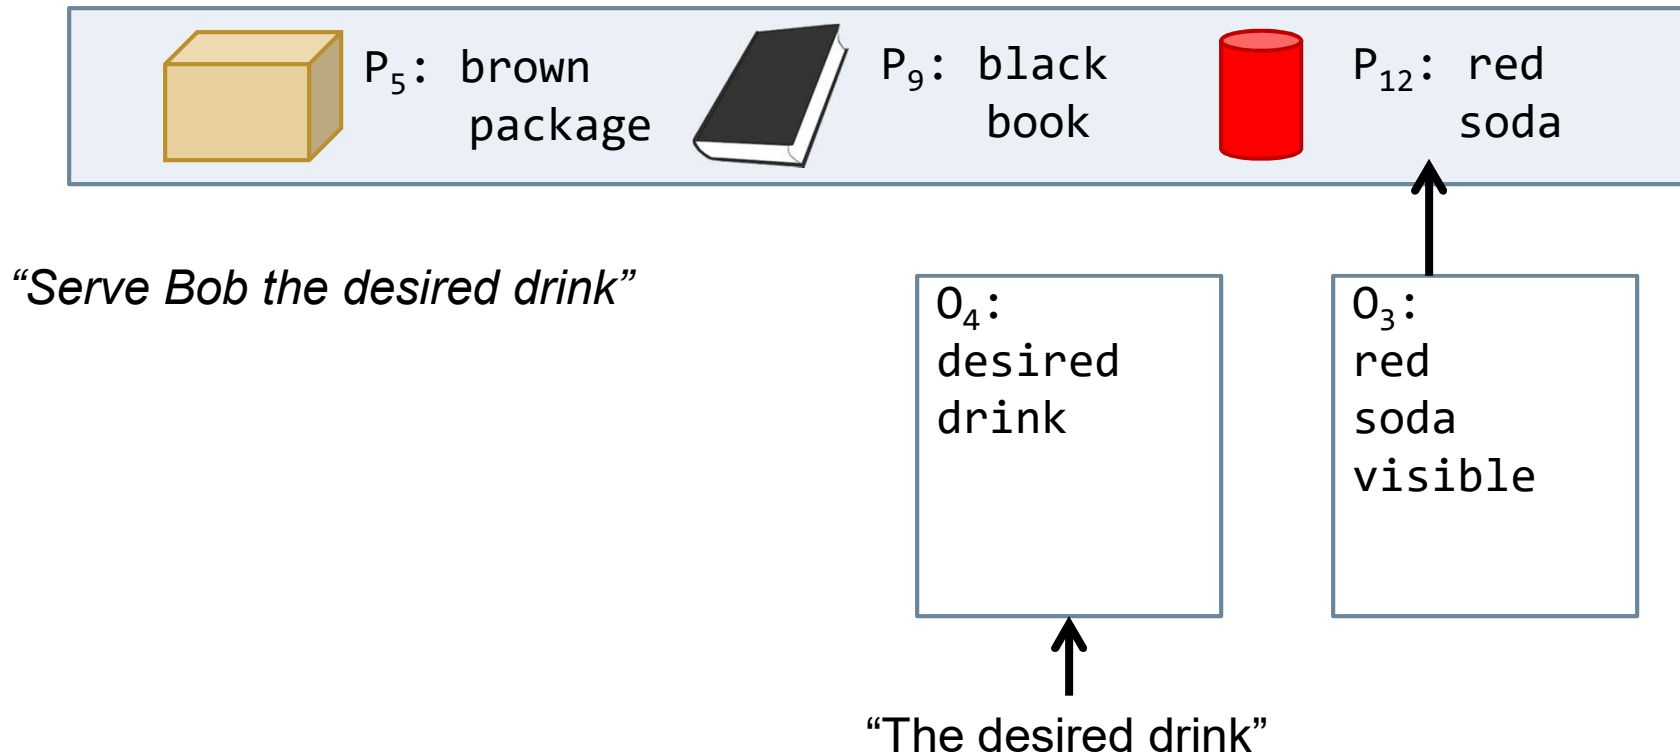 P₅: brown package
P₉: black book
P₁₂: red soda
“Serve Bob the desired drink”
O₄:
desired
drink
O₃:
red
soda
visible
“The desired drink”